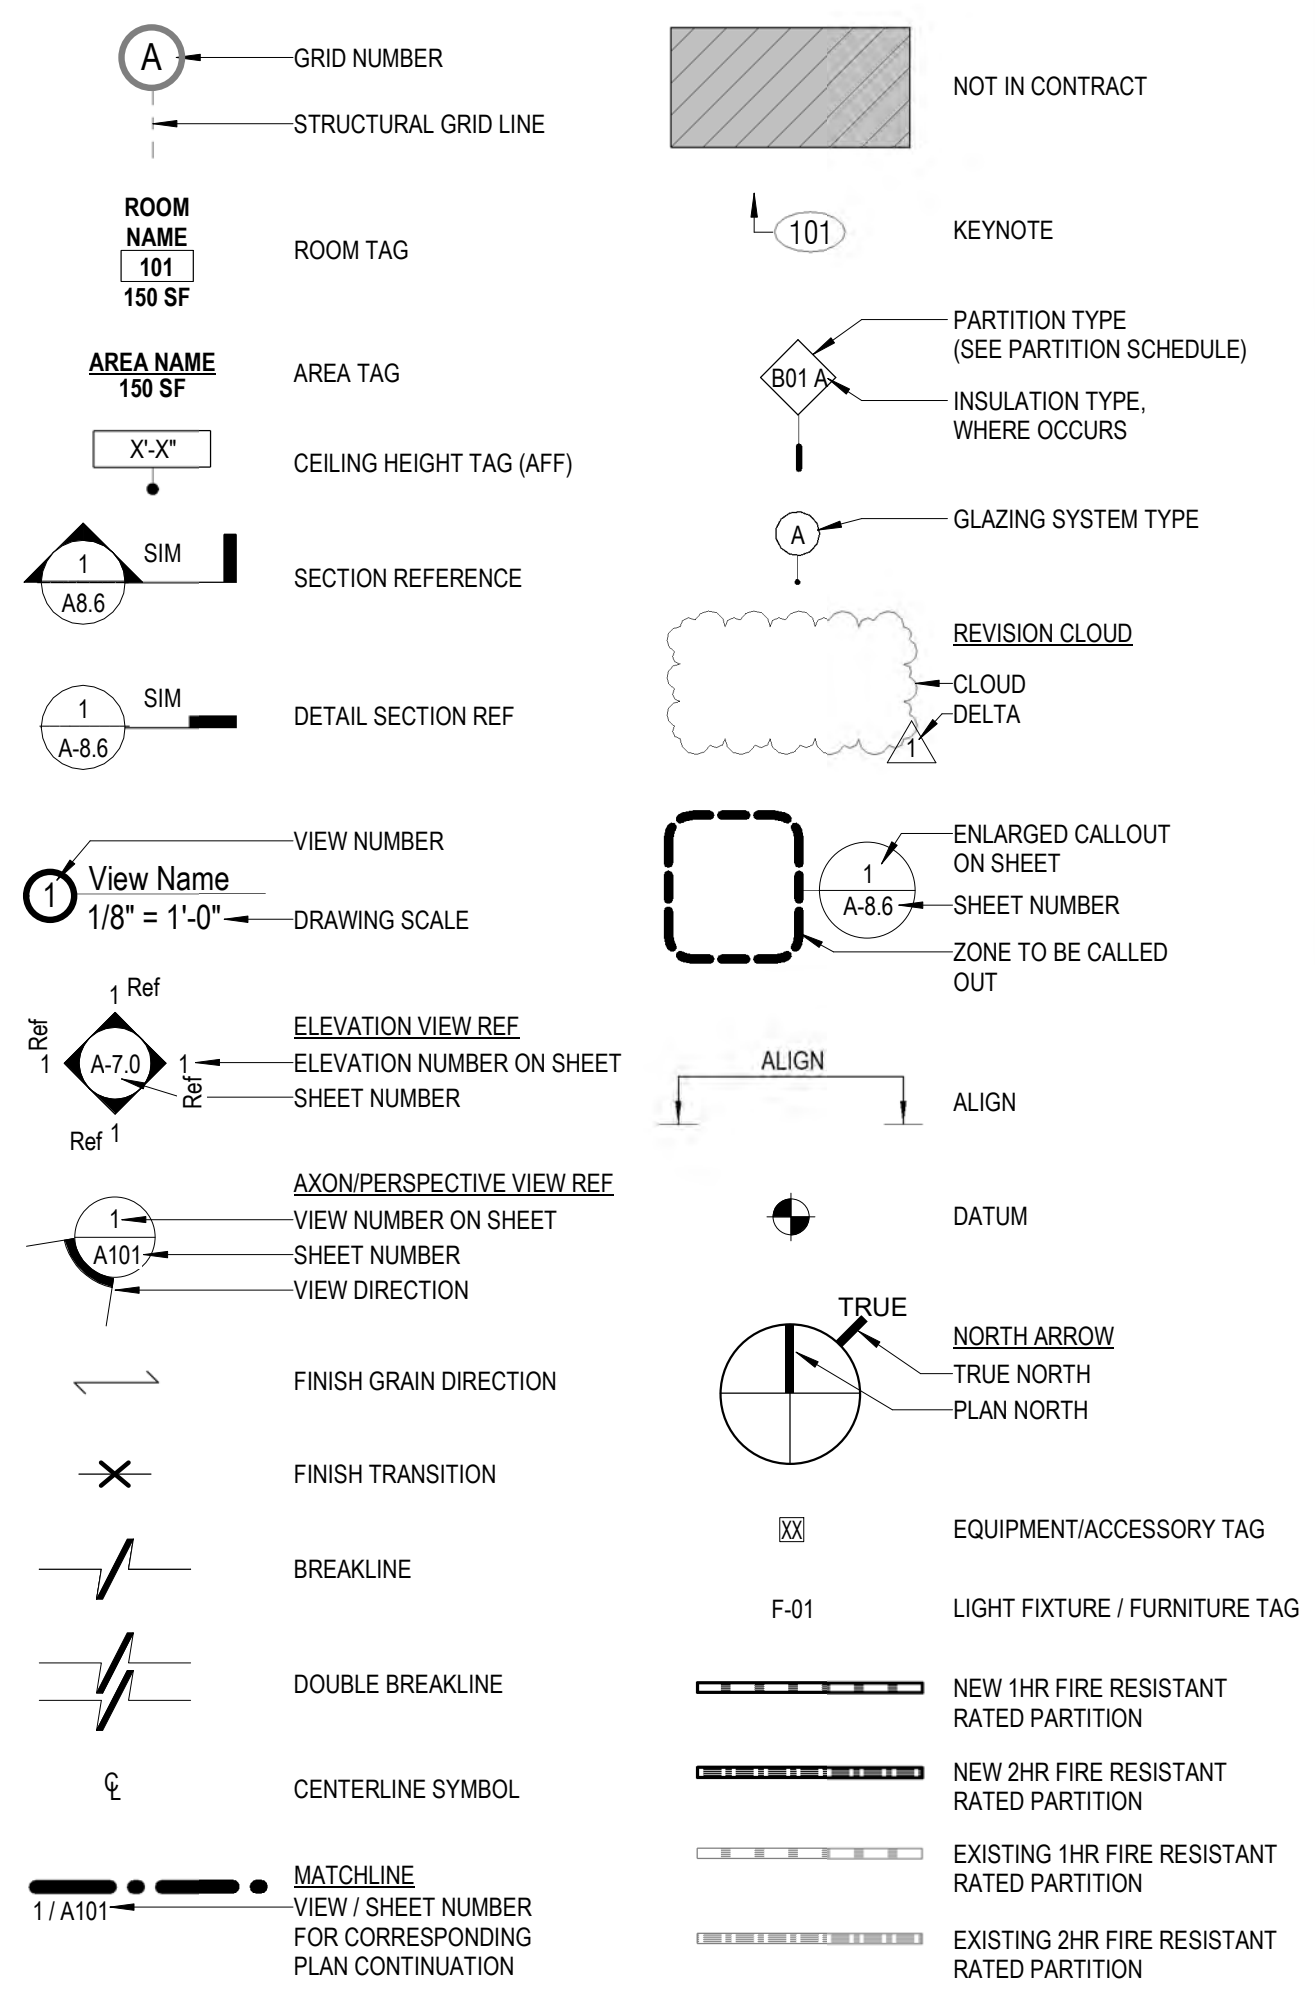 A
GRID NUMBER
STRUCTURAL GRID LINE
ROOM
NAME
101
150 SF
ROOM TAG
AREA NAME
150 SF
AREA TAG
X'-X"
CEILING HEIGHT TAG (AFF)
1
SIM
A8.6
SECTION REFERENCE
1
SIM
A-8.6
DETAIL SECTION REF
VIEW NUMBER
1
View Name
1/8" = 1'-0"
DRAWING SCALE
1 Ref
Ref
1
A-7.0
1
Ref
Ref 1
ELEVATION VIEW REF
ELEVATION NUMBER ON SHEET
SHEET NUMBER
AXON/PERSPECTIVE VIEW REF
1
VIEW NUMBER ON SHEET
A101
SHEET NUMBER
VIEW DIRECTION
FINISH GRAIN DIRECTION
FINISH TRANSITION
BREAKLINE
DOUBLE BREAKLINE
℄
CENTERLINE SYMBOL
MATCHLINE
1 / A101
VIEW / SHEET NUMBER
FOR CORRESPONDING
PLAN CONTINUATION
NOT IN CONTRACT
101
KEYNOTE
PARTITION TYPE
(SEE PARTITION SCHEDULE)
B01 A
INSULATION TYPE,
WHERE OCCURS
A
GLAZING SYSTEM TYPE
REVISION CLOUD
CLOUD
DELTA
1
ENLARGED CALLOUT
ON SHEET
1
A-8.6
SHEET NUMBER
ZONE TO BE CALLED
OUT
ALIGN
ALIGN
DATUM
TRUE
NORTH ARROW
TRUE NORTH
PLAN NORTH
XX
EQUIPMENT/ACCESSORY TAG
F-01
LIGHT FIXTURE / FURNITURE TAG
NEW 1HR FIRE RESISTANT
RATED PARTITION
NEW 2HR FIRE RESISTANT
RATED PARTITION
EXISTING 1HR FIRE RESISTANT
RATED PARTITION
EXISTING 2HR FIRE RESISTANT
RATED PARTITION